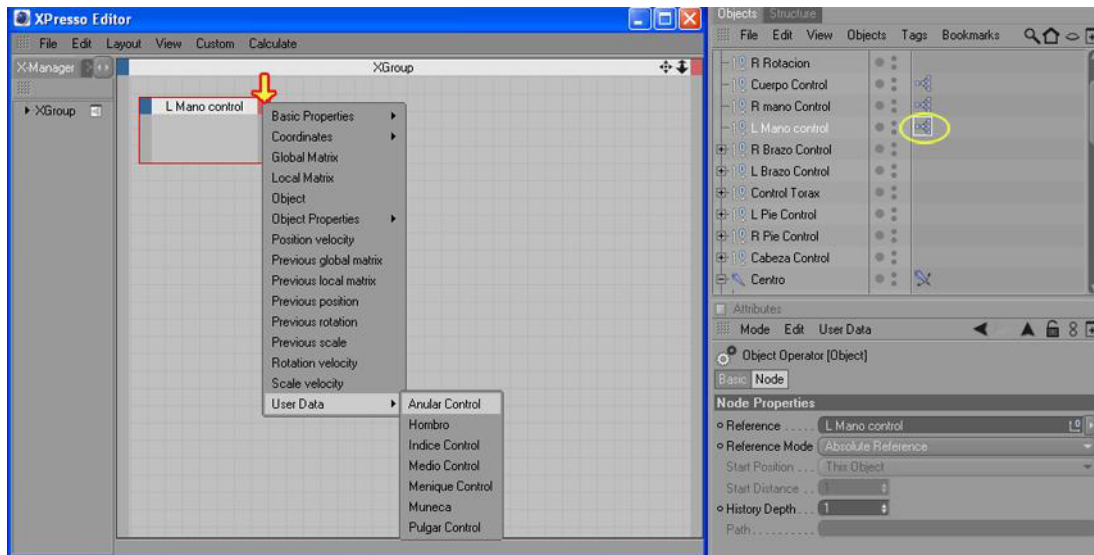 XPresso Editor
File Edit Layout View Custom Calculate
X-Manager
XGroup
XGroup
L Mano control
Basic Properties
Coordinates
Global Matrix
Local Matrix
Object
Object Properties
Position velocity
Previous global matrix
Previous local matrix
Previous position
Previous rotation
Previous scale
Rotation velocity
Scale velocity
User Data
Anular Control
Hombro
Indice Control
Medio Control
Menique Control
Muneca
Pulgar Control
Objects Structure
File Edit View Objects Tags Bookmarks
R Rotacion
Cuerpo Control
R mano Control
L Mano control
R Brazo Control
L Brazo Control
Control Torax
L Pie Control
R Pie Control
Cabeza Control
Centro
Attributes
Mode Edit User Data
Object Operator [Object]
Basic Node
Node Properties
Reference ..... L Mano control
Reference Mode Absolute Reference
Start Position ... This Object
Start Distance .. 1
History Depth ... 1
Path..........